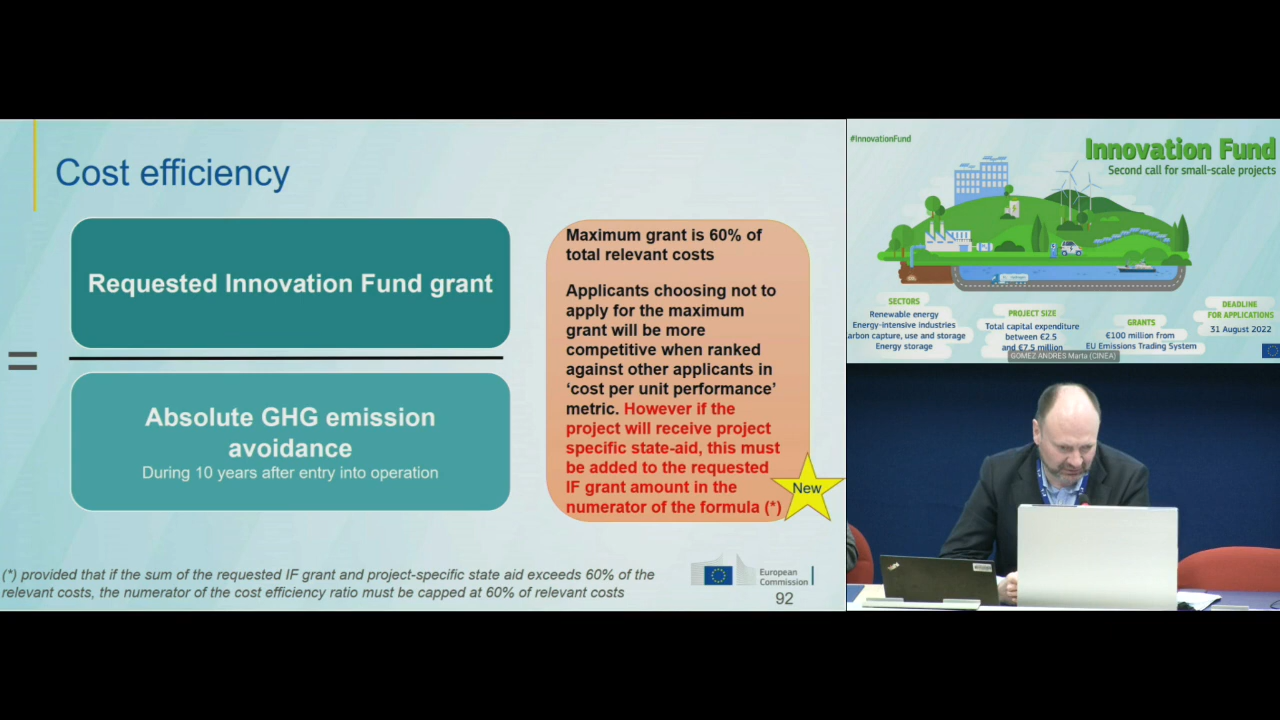 Cost efficiency
=
Requested Innovation Fund grant
Absolute GHG emission
avoidance
During 10 years after entry into operation
Maximum grant is 60% of
total relevant costs
Applicants choosing not to
apply for the maximum
grant will be more
competitive when ranked
against other applicants in
‘cost per unit performance’
metric. However if the
project will receive project
specific state-aid, this must
be added to the requested
IF grant amount in the
numerator of the formula (*)
New
(*) provided that if the sum of the requested IF grant and project-specific state aid exceeds 60% of the
relevant costs, the numerator of the cost efficiency ratio must be capped at 60% of relevant costs
European
Commission
92
#InnovationFund
Innovation Fund
Second call for small-scale projects
SECTORS
Renewable energy
Energy-intensive industries
arbon capture, use and storage
Energy storage
PROJECT SIZE
Total capital expenditure
between €2.5
and €7.5 million
GRANTS
€100 million from
EU Emissions Trading System
DEADLINE
FOR APPLICATIONS
31 August 2022
GOMEZ ANDRES Marta (CINEA)